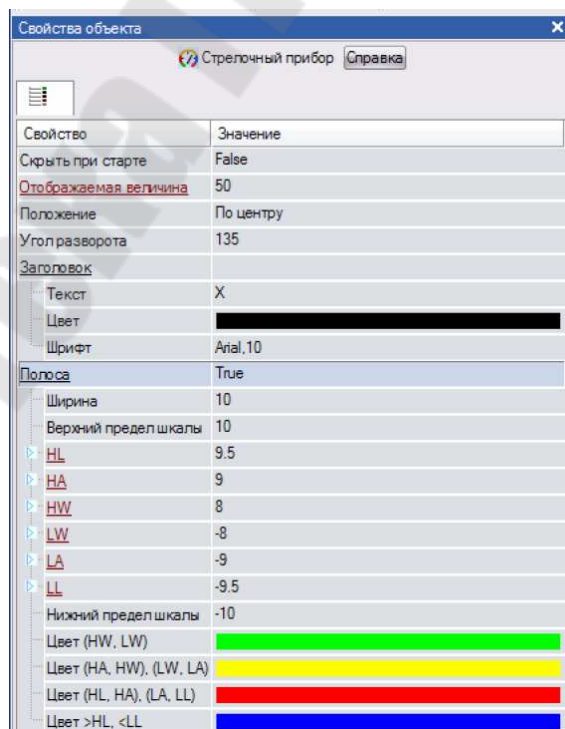 Свойства объекта
Стрелочный прибор Справка
Свойство Значение
Скрыть при старте False
Отображаемая величина 50
Положение По центру
Угол разворота 135
Заголовок
Текст X
Цвет
Шрифт Arial,10
Полоса True
Ширина 10
Верхний предел шкалы 10
HL 9.5
HA 9
HW 8
LW -8
LA -9
LL -9.5
Нижний предел шкалы -10
Цвет (HW, LW)
Цвет (HA, HW), (LW, LA)
Цвет (HL, HA), (LA, LL)
Цвет >HL, <LL